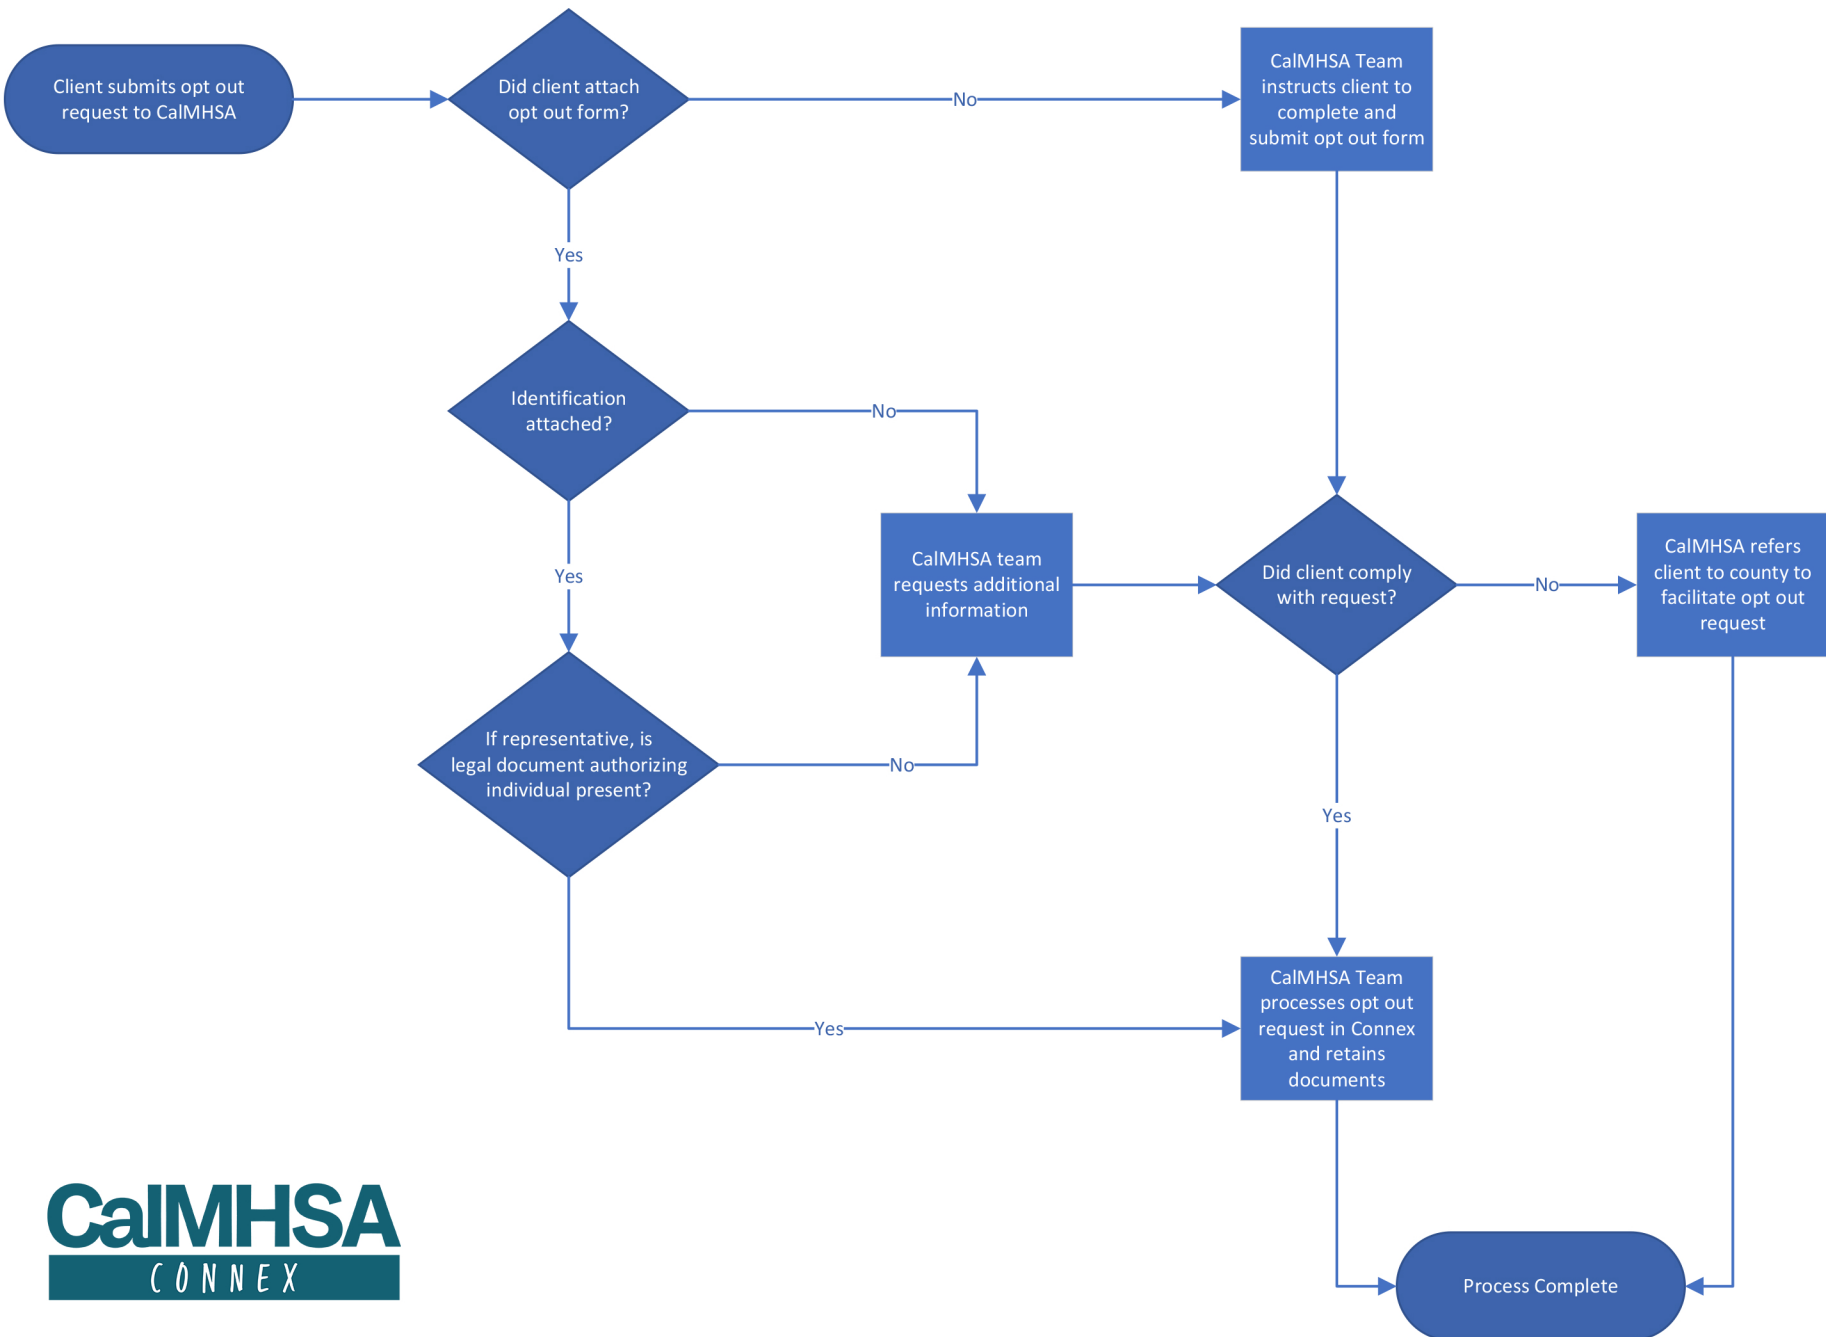 Client submits opt out
request to CalMHSA
Did client attach
opt out form?
No
CalMHSA Team
instructs client to
complete and
submit opt out form
Yes
Identification
attached?
No
CalMHSA team
requests additional
information
Did client comply
with request?
No
CalMHSA refers
client to county to
facilitate opt out
request
Yes
If representative, is
legal document authorizing
individual present?
No
Yes
CalMHSA Team
processes opt out
request in Connex
and retains
documents
Yes
Process Complete
CalMHSA
CONNEX